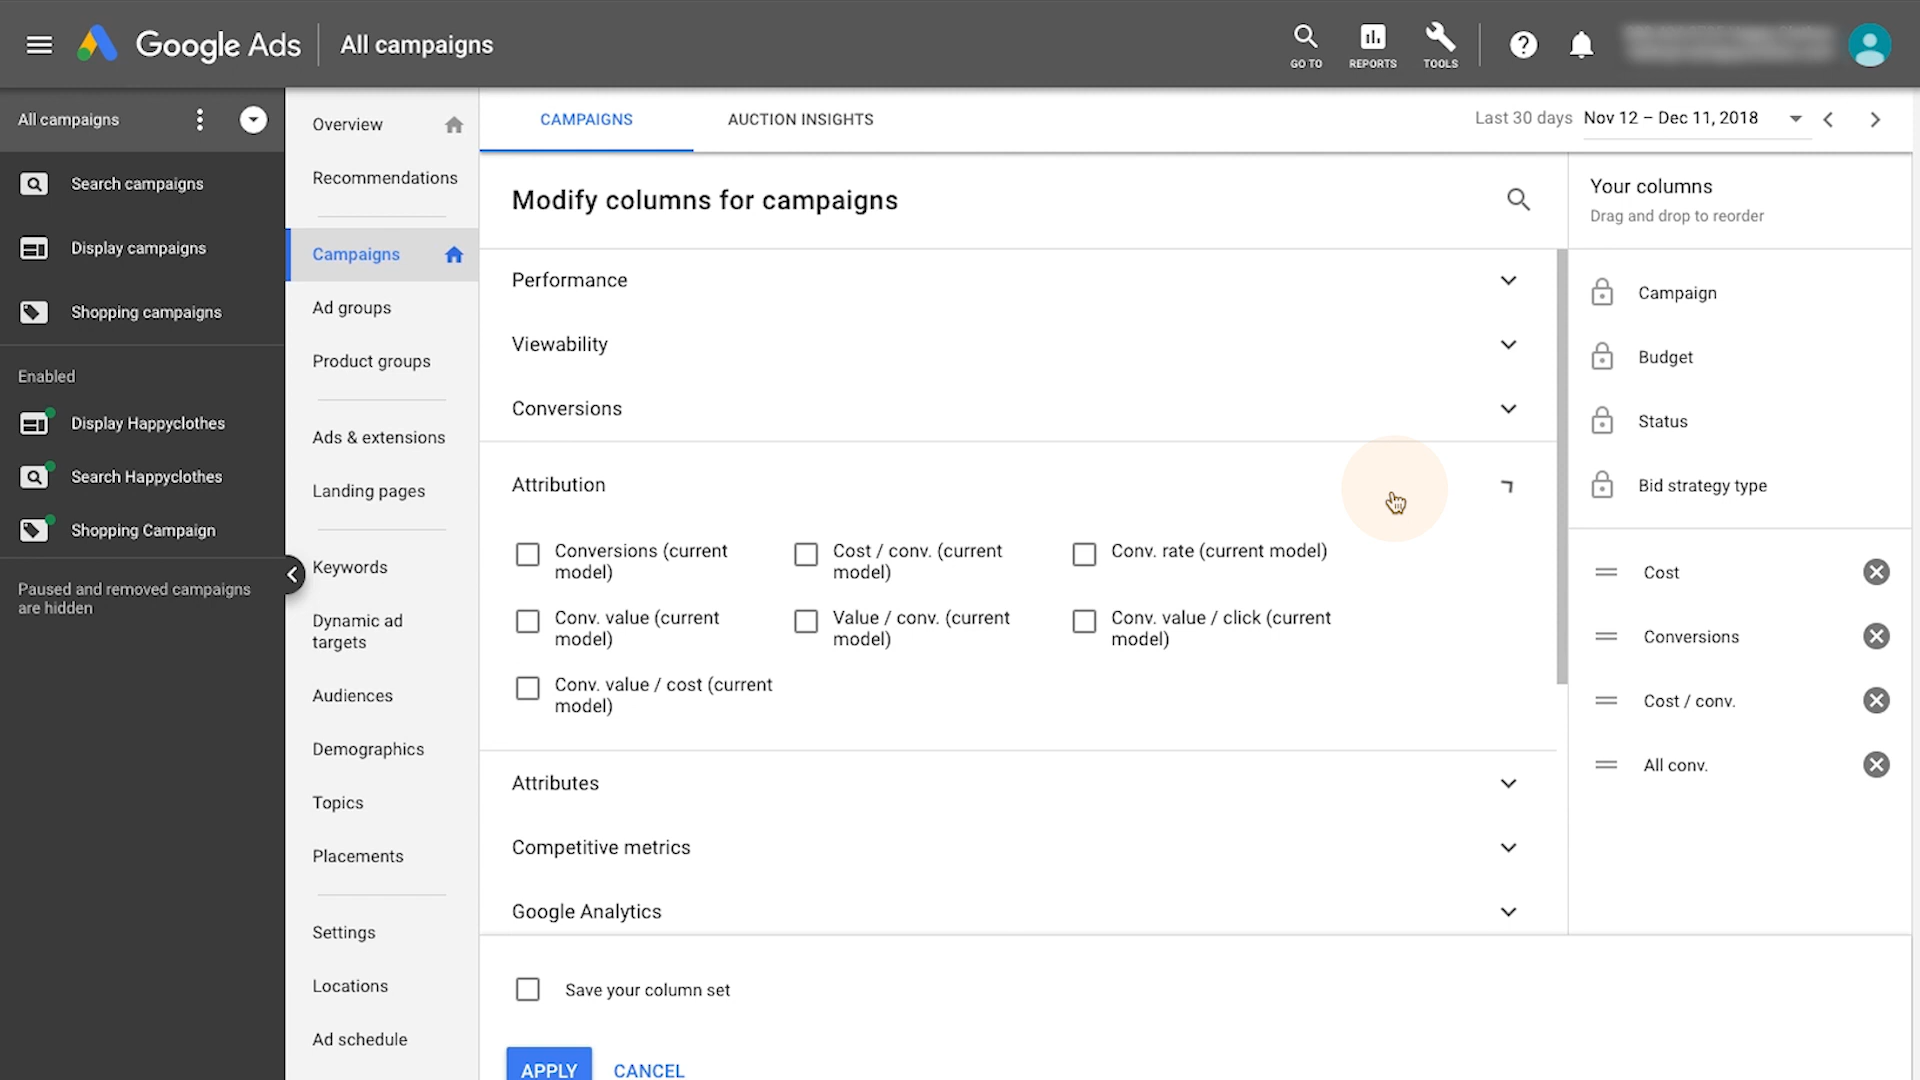 Google Ads
All campaigns
GO TO
REPORTS
TOOLS
All campaigns
Search campaigns
Display campaigns
Shopping campaigns
Enabled
Display Happyclothes
Search Happyclothes
Shopping Campaign
Paused and removed campaigns
are hidden
Overview
Recommendations
Campaigns
Ad groups
Product groups
Ads & extensions
Landing pages
Keywords
Dynamic ad
targets
Audiences
Demographics
Topics
Placements
Settings
Locations
Ad schedule
CAMPAIGNS
AUCTION INSIGHTS
Last 30 days Nov 12 – Dec 11, 2018
Modify columns for campaigns
Performance
Viewability
Conversions
Attribution
Conversions (current
model)
Cost / conv. (current
model)
Conv. rate (current model)
Conv. value (current
model)
Value / conv. (current
model)
Conv. value / click (current
model)
Conv. value / cost (current
model)
Attributes
Competitive metrics
Google Analytics
Save your column set
APPLY
CANCEL
Your columns
Drag and drop to reorder
Campaign
Budget
Status
Bid strategy type
Cost
Conversions
Cost / conv.
All conv.